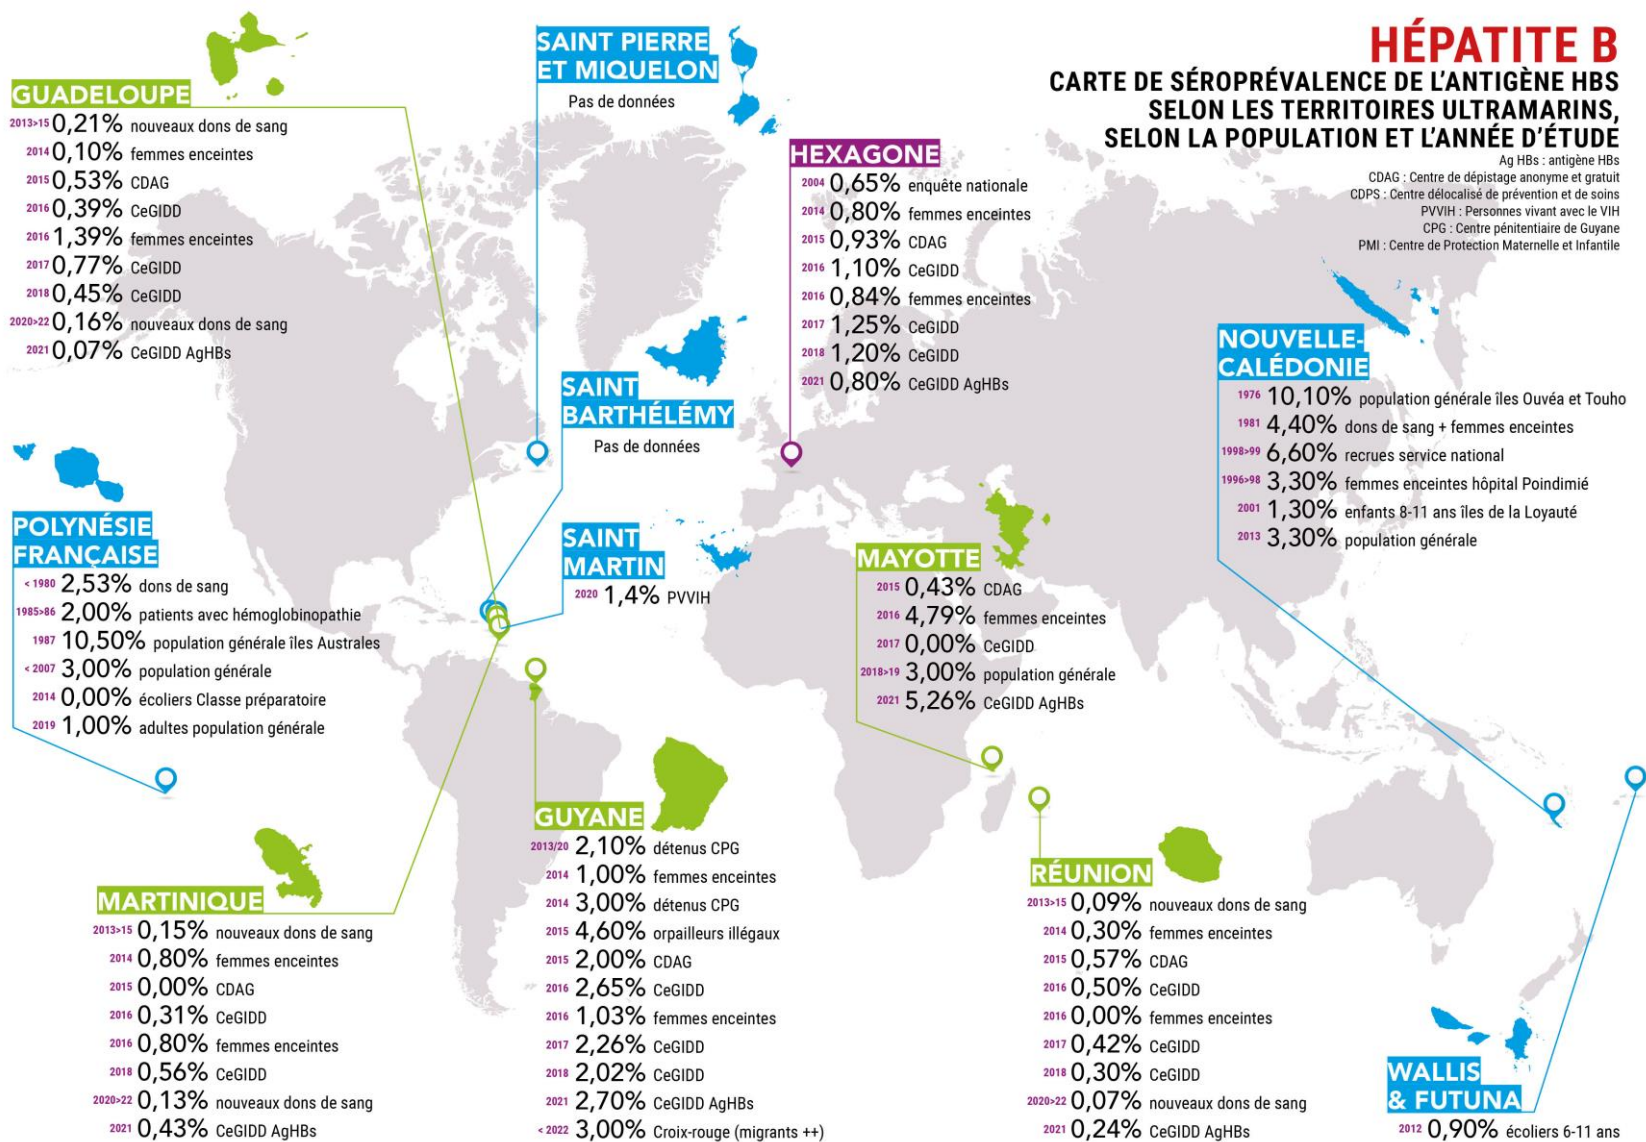 HÉPATITE B
CARTE DE SÉROPRÉVALENCE DE L'ANTIGÈNE HBS
SELON LES TERRITOIRES ULTRAMARINS,
SELON LA POPULATION ET L'ANNÉE D'ÉTUDE
Ag HBs : antigène HBs
CDAG : Centre de dépistage anonyme et gratuit
CDPS : Centre délocalisé de prévention et de soins
PVVIH : Personnes vivant avec le VIH
CPG : Centre pénitentiaire de Guyane
PMI : Centre de Protection Maternelle et Infantile
GUADELOUPE
2013>15 0,21% nouveaux dons de sang
2014 0,10% femmes enceintes
2015 0,53% CDAG
2016 0,39% CeGIDD
2016 1,39% femmes enceintes
2017 0,77% CeGIDD
2018 0,45% CeGIDD
2020>22 0,16% nouveaux dons de sang
2021 0,07% CeGIDD AgHBs
SAINT PIERRE
ET MIQUELON
Pas de données
HEXAGONE
2004 0,65% enquête nationale
2014 0,80% femmes enceintes
2015 0,93% CDAG
2016 1,10% CeGIDD
2016 0,84% femmes enceintes
2017 1,25% CeGIDD
2018 1,20% CeGIDD
2021 0,80% CeGIDD AgHBs
SAINT
BARTHÉLÉMY
Pas de données
NOUVELLE-
CALÉDONIE
1976 10,10% population générale îles Ouvéa et Touho
1981 4,40% dons de sang + femmes enceintes
1998>99 6,60% recrues service national
1996>98 3,30% femmes enceintes hôpital Poindimié
2001 1,30% enfants 8-11 ans îles de la Loyauté
2013 3,30% population générale
POLYNÉSIE
FRANÇAISE
< 1980 2,53% dons de sang
1985>86 2,00% patients avec hémoglobinopathie
1987 10,50% population générale îles Australes
< 2007 3,00% population générale
2014 0,00% écoliers Classe préparatoire
2019 1,00% adultes population générale
SAINT
MARTIN
2020 1,4% PVVIH
MAYOTTE
2015 0,43% CDAG
2016 4,79% femmes enceintes
2017 0,00% CeGIDD
2018>19 3,00% population générale
2021 5,26% CeGIDD AgHBs
MARTINIQUE
2013>15 0,15% nouveaux dons de sang
2014 0,80% femmes enceintes
2015 0,00% CDAG
2016 0,31% CeGIDD
2016 0,80% femmes enceintes
2018 0,56% CeGIDD
2020>22 0,13% nouveaux dons de sang
2021 0,43% CeGIDD AgHBs
GUYANE
2013/20 2,10% détenus CPG
2014 1,00% femmes enceintes
2014 3,00% détenus CPG
2015 4,60% orpailleurs illégaux
2015 2,00% CDAG
2016 2,65% CeGIDD
2016 1,03% femmes enceintes
2017 2,26% CeGIDD
2018 2,02% CeGIDD
2021 2,70% CeGIDD AgHBs
< 2022 3,00% Croix-rouge (migrants ++)
RÉUNION
2013>15 0,09% nouveaux dons de sang
2014 0,30% femmes enceintes
2015 0,57% CDAG
2016 0,50% CeGIDD
2016 0,00% femmes enceintes
2017 0,42% CeGIDD
2018 0,30% CeGIDD
2020>22 0,07% nouveaux dons de sang
2021 0,24% CeGIDD AgHBs
WALLIS
& FUTUNA
2012 0,90% écoliers 6-11 ans